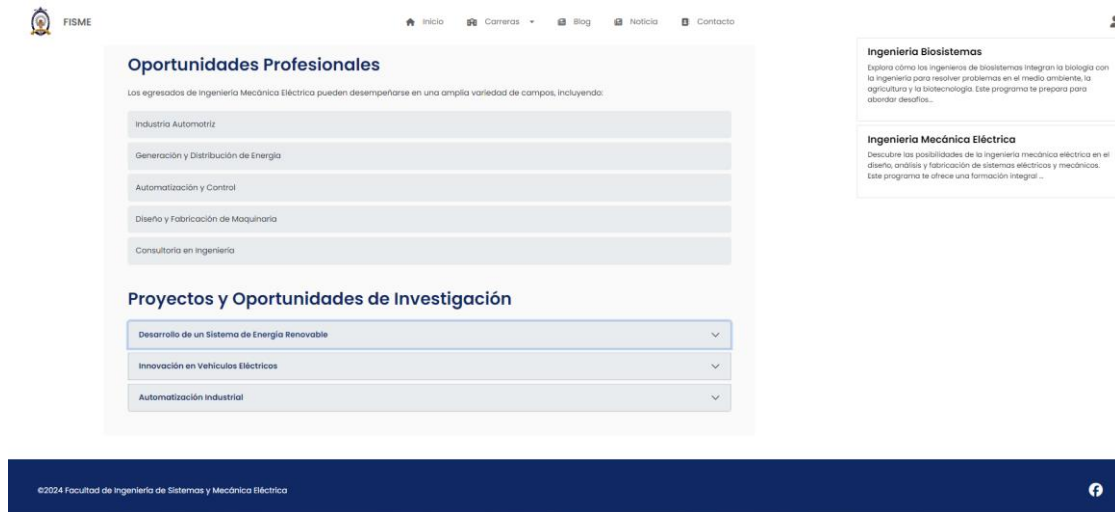 FISME
Inicio
Carreras
Blog
Noticia
Contacto
Oportunidades Profesionales
Los egresados de Ingeniería Mecánica Eléctrica pueden desempeñarse en una amplia variedad de campos, incluyendo:
Industria Automotriz
Generación y Distribución de Energía
Automatización y Control
Diseño y Fabricación de Maquinaria
Consultoría en Ingeniería
Proyectos y Oportunidades de Investigación
Desarrollo de un Sistema de Energía Renovable
Innovación en Vehículos Eléctricos
Automatización Industrial
Ingeniería Biosistemas
Explora cómo los ingenieros de biosistemas integran la biología con
la ingeniería para resolver problemas en el medio ambiente, la
agricultura y la biotecnología. Este programa te prepara para
abordar desafíos...
Ingeniería Mecánica Eléctrica
Descubre las posibilidades de la ingeniería mecánica eléctrica en el
diseño, análisis y fabricación de sistemas eléctricos y mecánicos.
Este programa te ofrece una formación integral ...
©2024 Facultad de Ingeniería de Sistemas y Mecánica Eléctrica